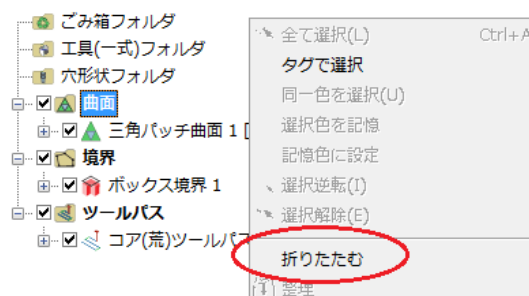 ごみ箱フォルダ
工具(一式)フォルダ
穴形状フォルダ
曲面
三角パッチ曲面 1 [
境界
ボックス境界 1
ツールパス
コア(荒)ツールパス
全て選択(L) Ctrl+A
タグで選択
同一色を選択(U)
選択色を記憶
記憶色に設定
選択逆転(I)
選択解除(E)
折りたたむ
整理